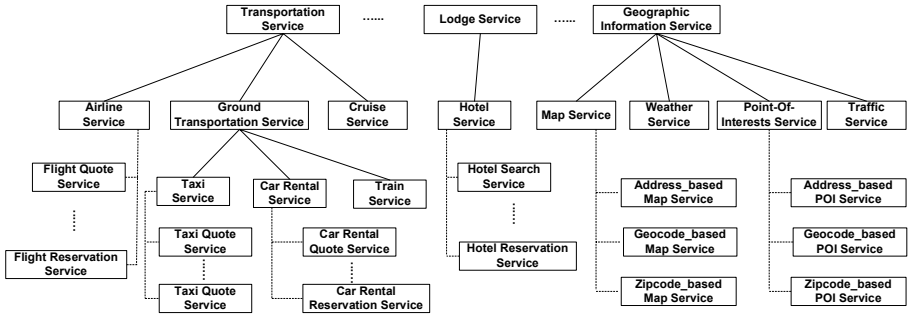 Transportation
Service
......
Lodge Service
......
Geographic
Information Service
Airline
Service
Ground
Transportation Service
Cruise
Service
Hotel
Service
Map Service
Weather
Service
Point-Of-
Interests Service
Traffic
Service
Flight Quote
Service
Taxi
Service
Car Rental
Service
Train
Service
Hotel Search
Service
Address_based
Map Service
Address_based
POI Service
Flight Reservation
Service
Taxi Quote
Service
Car Rental
Quote Service
Hotel Reservation
Service
Geocode_based
Map Service
Geocode_based
POI Service
Taxi Quote
Service
Car Rental
Reservation Service
Zipcode_based
Map Service
Zipcode_based
POI Service